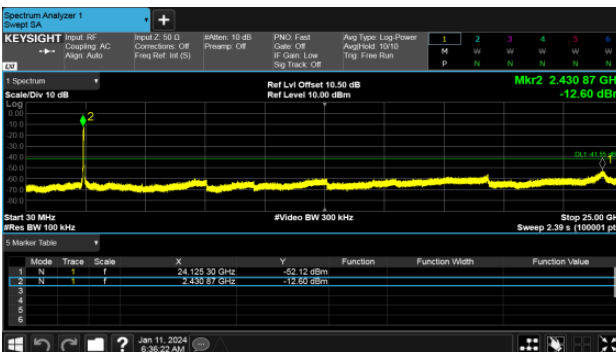 Spectrum Analyzer 1
Swept SA
+
KEYSIGHT Input: RF Input Z: 50 Ω #Atten: 10 dB PNO: Fast Avg Type: Log-Power 1 2 3 4 5 6
Coupling: AC Corrections: Off Preamp: Off Gate: Off Avg|Hold: 10/10 M W W W W W
Align: Auto Freq Ref: Int (S) IF Gain: Low Trig: Free Run
LXI Sig Track: Off P N N N N N
1 Spectrum Ref Lvl Offset 10.50 dB Mkr2 2.430 87 GH
Scale/Div 10 dB Ref Level 10.00 dBm -12.60 dBr
Log
0.00
-10.0
-20.0
-30.0
-40.0
-50.0
-60.0
-70.0
-80.0
2
DL1 -41.55 dB
1
Start 30 MHz #Video BW 300 kHz Stop 25.00 GH
#Res BW 100 kHz Sweep 2.39 s (100001 pt
5 Marker Table
Mode Trace Scale X Y Function Function Width Function Value
1 N 1 f 24.125 30 GHz -52.12 dBm
2 N 1 f 2.430 87 GHz -12.60 dBm
3
4
5
6
? Jan 11, 2024
6:36:22 AM